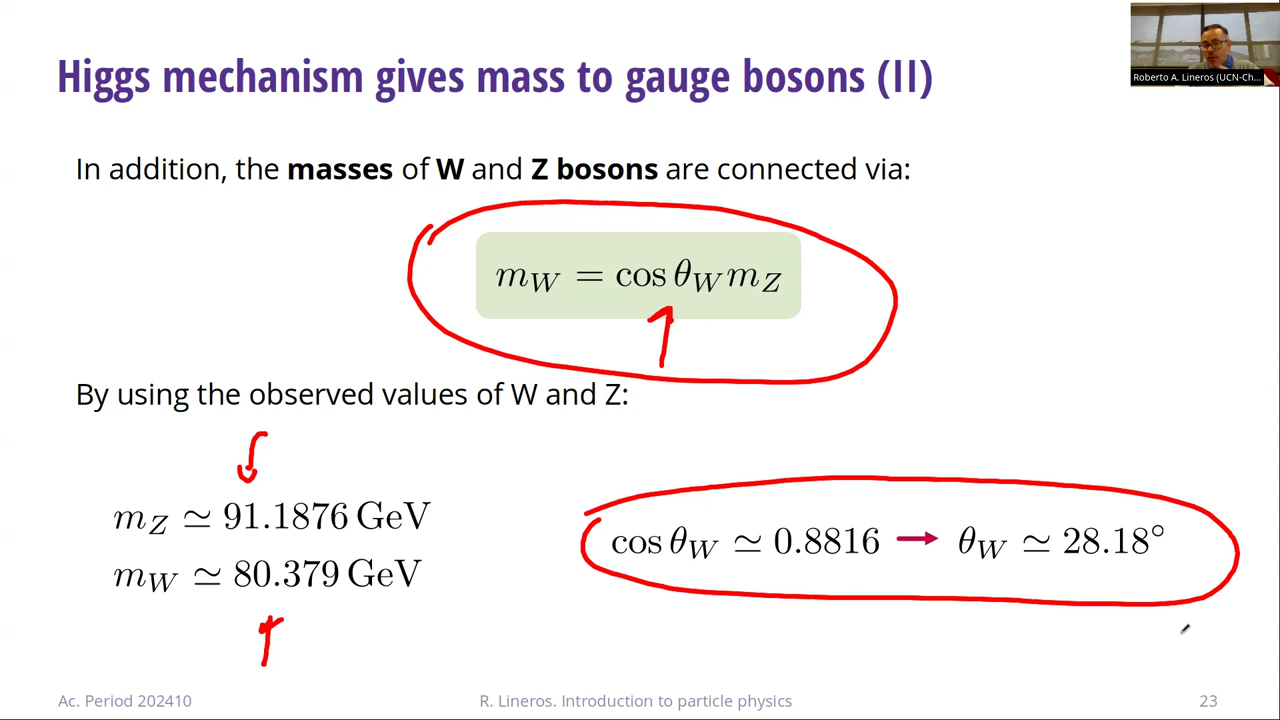 Higgs mechanism gives mass to gauge bosons (II)
Roberto A. Lineros (UCN-Ch...
In addition, the masses of W and Z bosons are connected via:
m_W = cos θ_W m_Z
By using the observed values of W and Z:
m_Z ≃ 91.1876 GeV
m_W ≃ 80.379 GeV
cos θ_W ≃ 0.8816 → θ_W ≃ 28.18°
Ac. Period 202410
R. Lineros. Introduction to particle physics
23